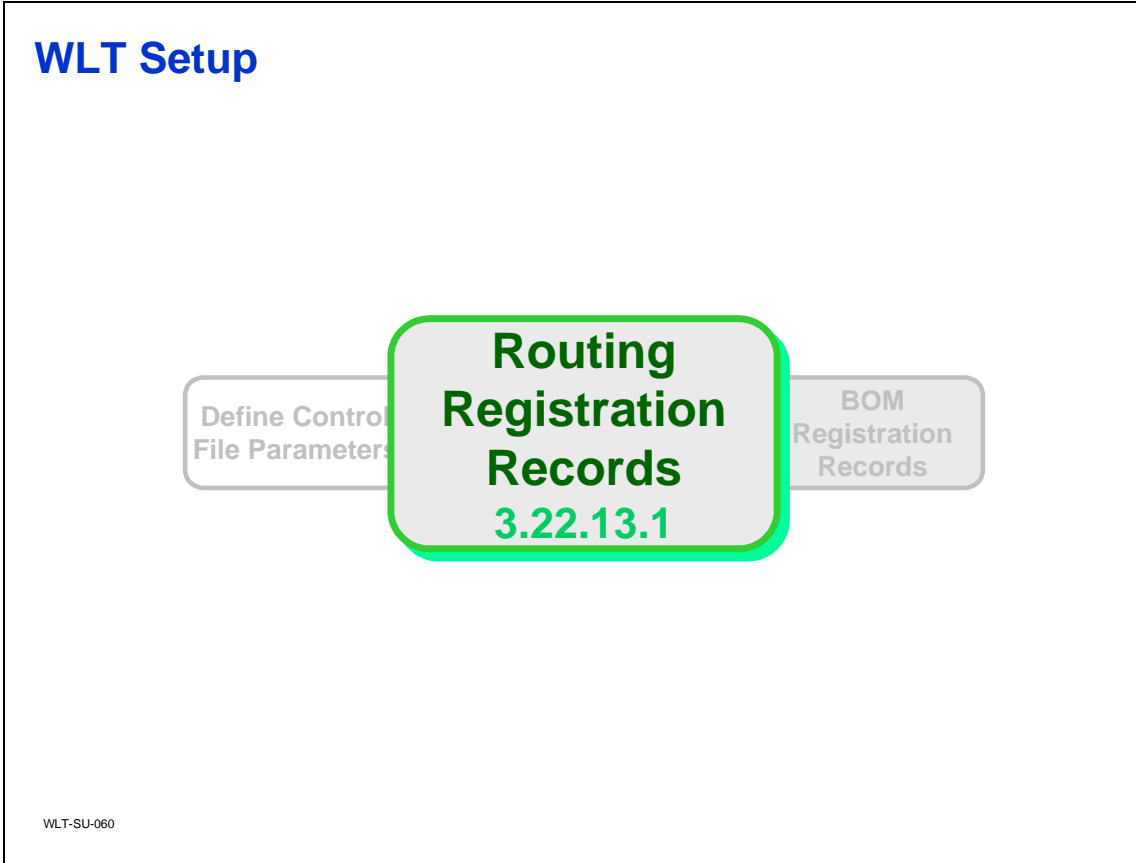 WLT Setup
Define Control
File Parameters
Routing
Registration
Records
3.22.13.1
BOM
Registration
Records
WLT-SU-060